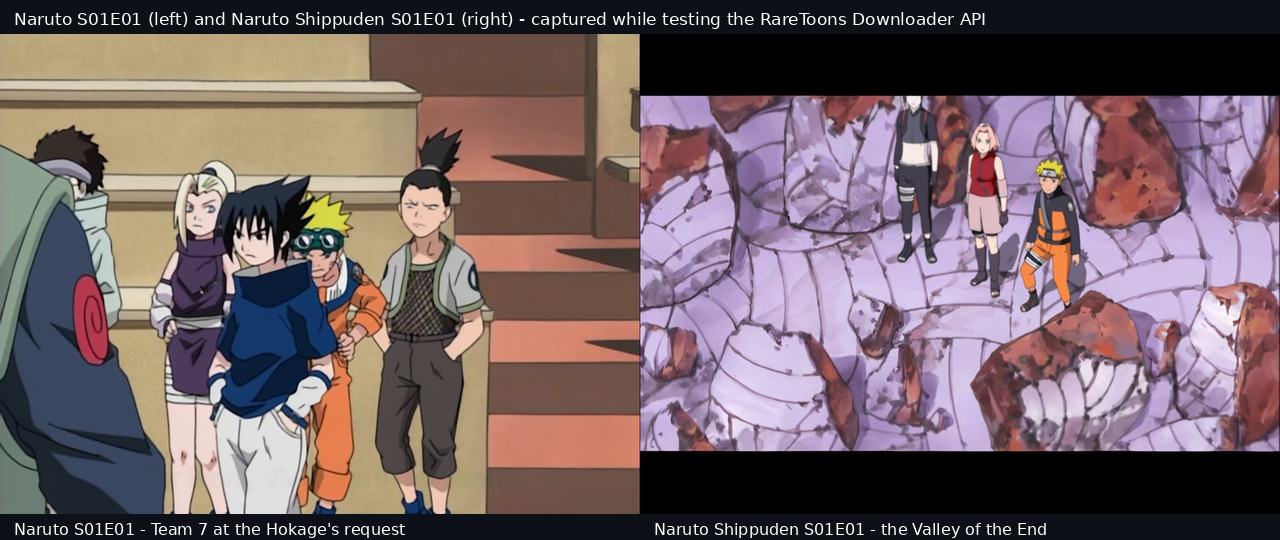 Naruto S01E01 (left) and Naruto Shippuden S01E01 (right) - captured while testing the RareToons Downloader API
Naruto S01E01 - Team 7 at the Hokage's request
Naruto Shippuden S01E01 - the Valley of the End